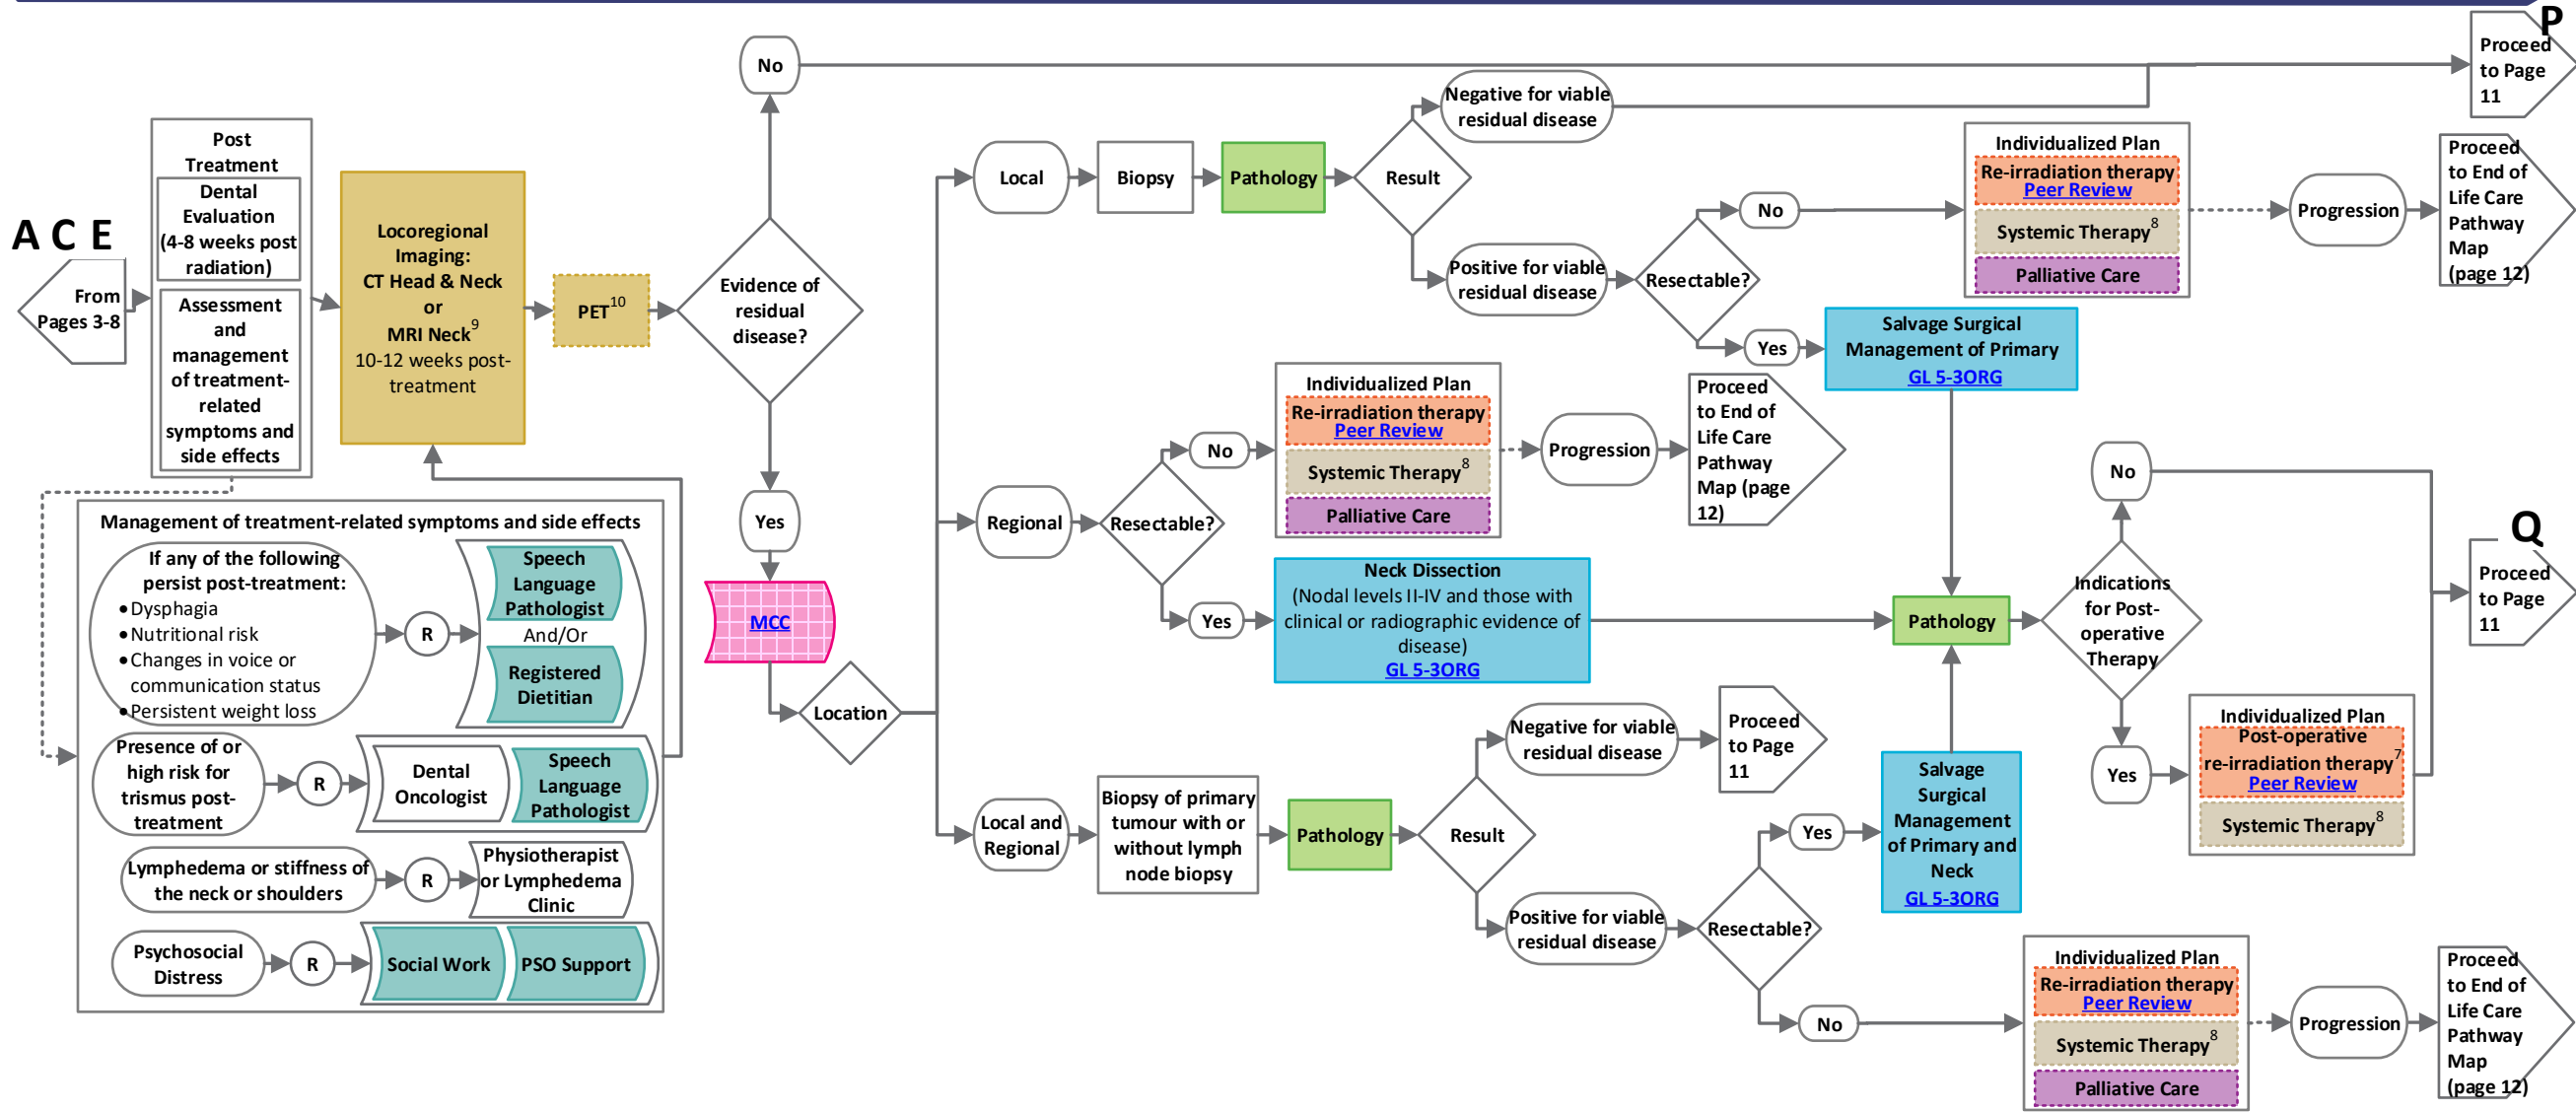 A C E
From
Pages 3-8
Post
Treatment
Dental
Evaluation
(4-8 weeks post
radiation)
Assessment
and
management
of treatment-
related
symptoms and
side effects
Locoregional
Imaging:
CT Head & Neck
or
MRI Neck9
10-12 weeks post-
treatment
PET10
Evidence of
residual
disease?
No
Yes
MCC
Location
Management of treatment-related symptoms and side effects
If any of the following
persist post-treatment:
•Dysphagia
•Nutritional risk
•Changes in voice or
communication status
•Persistent weight loss
R
Speech
Language
Pathologist
And/Or
Registered
Dietitian
Presence of or
high risk for
trismus post-
treatment
R
Dental
Oncologist
Speech
Language
Pathologist
Lymphedema or stiffness of
the neck or shoulders
R
Physiotherapist
or Lymphedema
Clinic
Psychosocial
Distress
R
Social Work
PSO Support
Local
Biopsy
Pathology
Result
Negative for viable
residual disease
P
Proceed
to Page
11
Positive for viable
residual disease
Resectable?
No
Individualized Plan
Re-irradiation therapy
Peer Review
Systemic Therapy8
Palliative Care
Progression
Proceed
to End of
Life Care
Pathway
Map
(page 12)
Yes
Salvage Surgical
Management of Primary
GL 5-3ORG
Regional
Resectable?
No
Individualized Plan
Re-irradiation therapy
Peer Review
Systemic Therapy8
Palliative Care
Progression
Proceed
to End of
Life Care
Pathway
Map (page
12)
Yes
Neck Dissection
(Nodal levels II-IV and those with
clinical or radiographic evidence of
disease)
GL 5-3ORG
Pathology
Indications
for Post-
operative
Therapy
No
Q
Proceed
to Page
11
Yes
Individualized Plan
Post-operative
re-irradiation therapy7
Peer Review
Systemic Therapy8
Local and
Regional
Biopsy of primary
tumour with or
without lymph
node biopsy
Pathology
Result
Negative for viable
residual disease
Proceed
to Page
11
Positive for viable
residual disease
Resectable?
Yes
Salvage
Surgical
Management
of Primary and
Neck
GL 5-3ORG
No
Individualized Plan
Re-irradiation therapy
Peer Review
Systemic Therapy8
Palliative Care
Progression
Proceed
to End of
Life Care
Pathway
Map
(page 12)